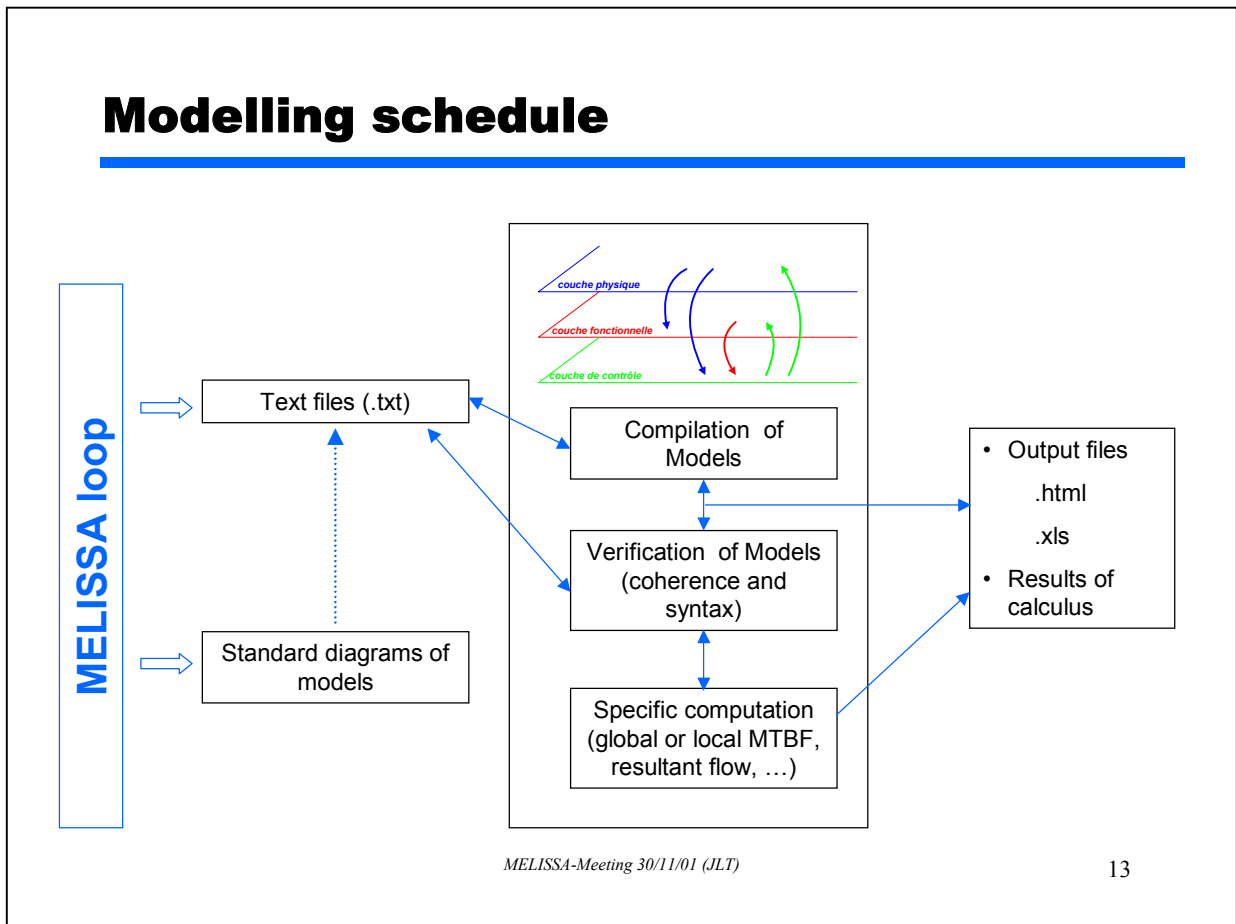 Modelling schedule
MELISSA loop
Text files (.txt)
Standard diagrams of
models
couche physique
couche fonctionnelle
couche de contrôle
Compilation of
Models
Verification of Models
(coherence and
syntax)
Specific computation
(global or local MTBF,
resultant flow, …)
• Output files
.html
.xls
• Results of
calculus
MELISSA-Meeting 30/11/01 (JLT)
13